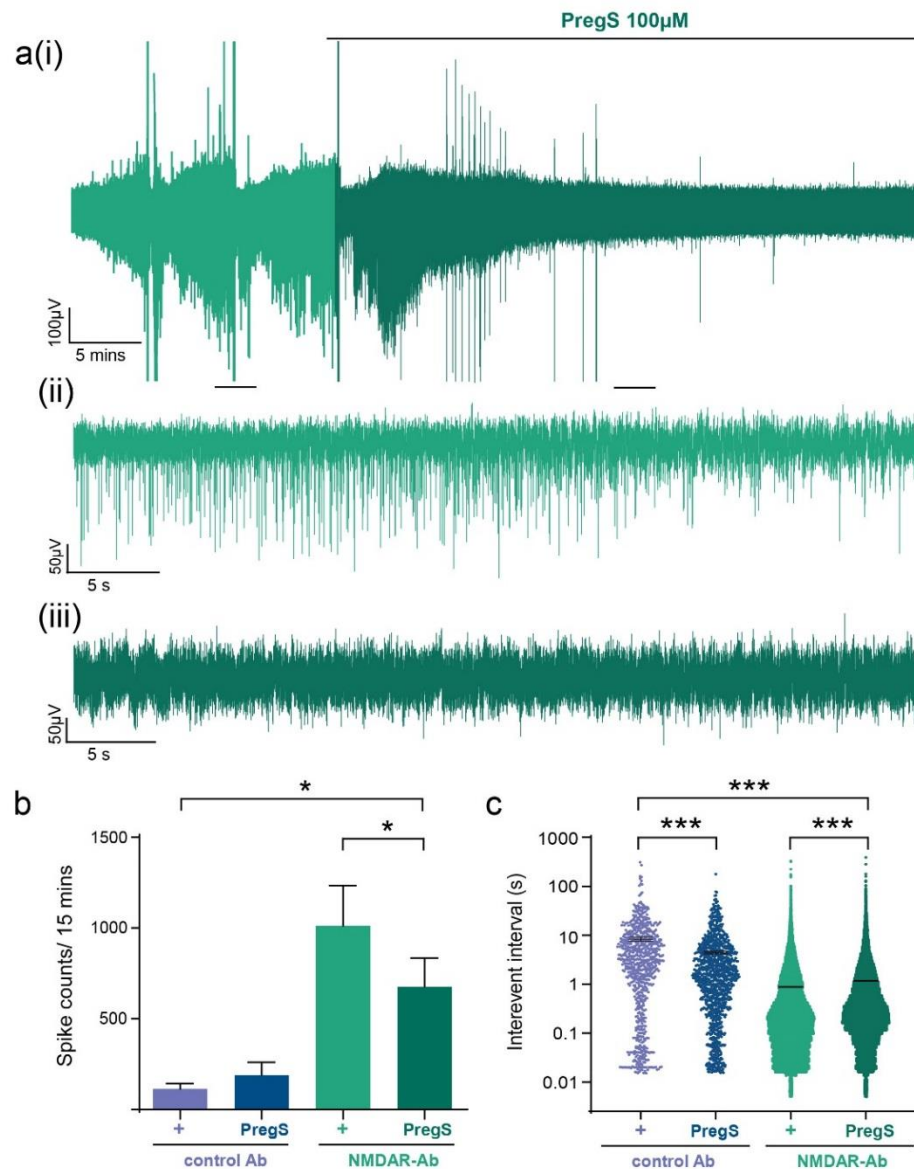 PregS 100µM
a(i)
100µV
5 mins
(ii)
50µV
5 s
(iii)
50µV
5 s
b
*
*
1500
1000
500
Spike counts/ 15 mins
+ PregS + PregS
control Ab NMDAR-Ab
c
***
*** ***
1000
100
10
1
0.1
0.01
Interevent interval (s)
+ PregS + PregS
control Ab NMDAR-Ab